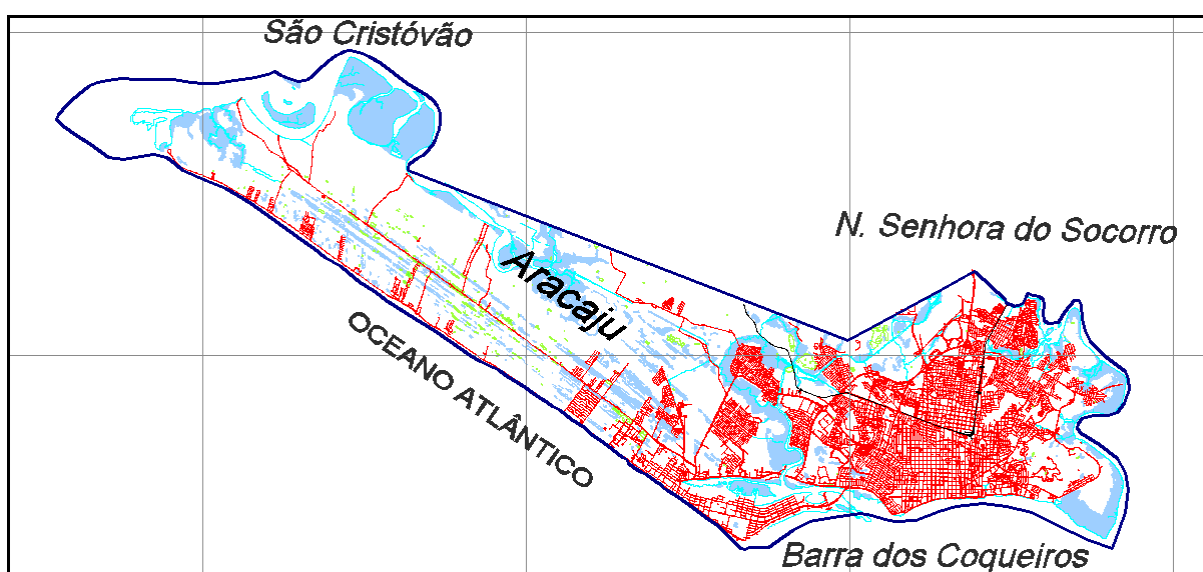 São Cristóvão
N. Senhora do Socorro
Aracaju
OCEANO ATLÂNTICO
Barra dos Coqueiros